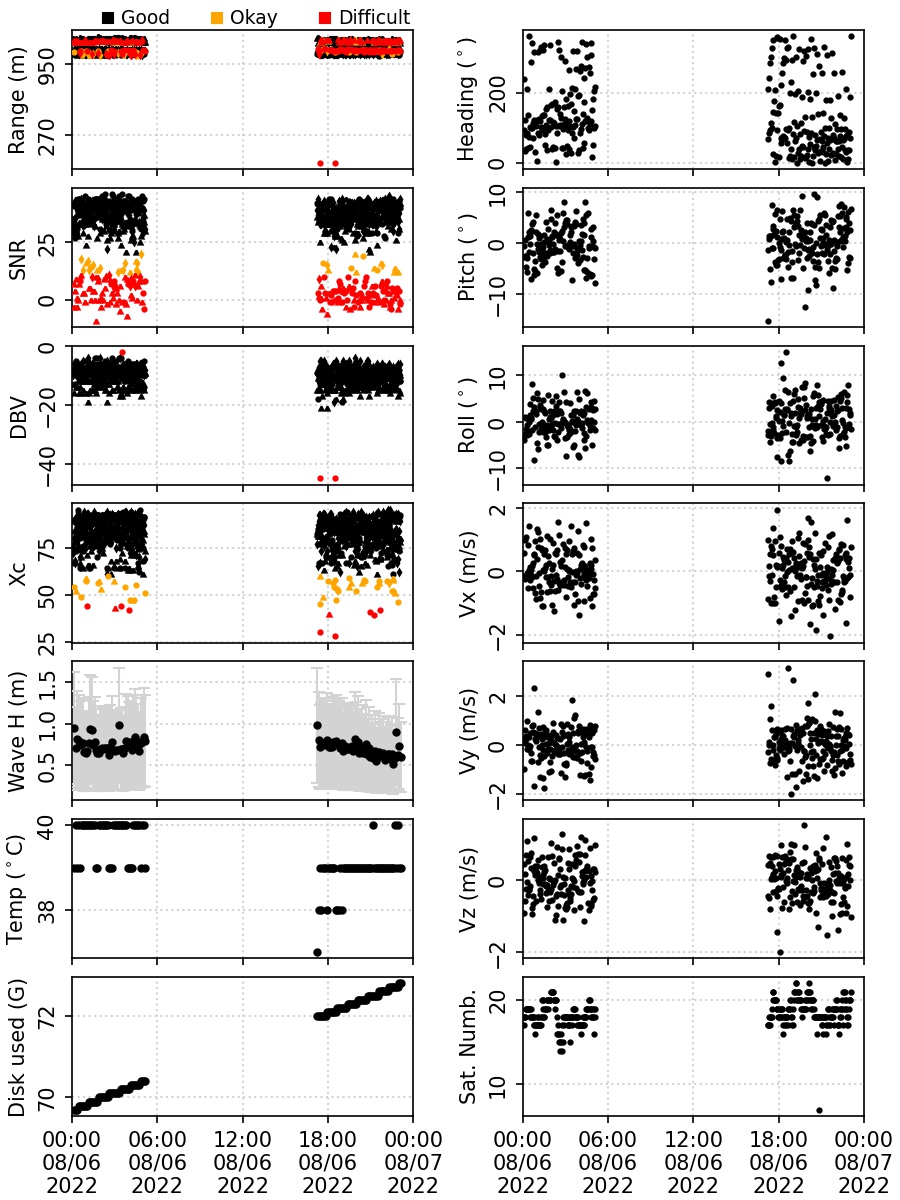 Good Okay Difficult
Range (m)
950
270
Heading (°)
200
0
SNR
25
0
Pitch (°)
10
0
−10
DBV
0
−20
−40
Roll (°)
10
0
−10
Xc
75
50
25
Vx (m/s)
2
0
−2
Wave H (m)
1.5
1.0
0.5
Vy (m/s)
2
0
−2
Temp (°C)
40
38
Vz (m/s)
0
−2
Disk used (G)
72
70
Sat. Numb.
20
10
00:00 06:00 12:00 18:00 00:00
08/06 08/06 08/06 08/06 08/07
2022 2022 2022 2022 2022
00:00 06:00 12:00 18:00 00:00
08/06 08/06 08/06 08/06 08/07
2022 2022 2022 2022 2022